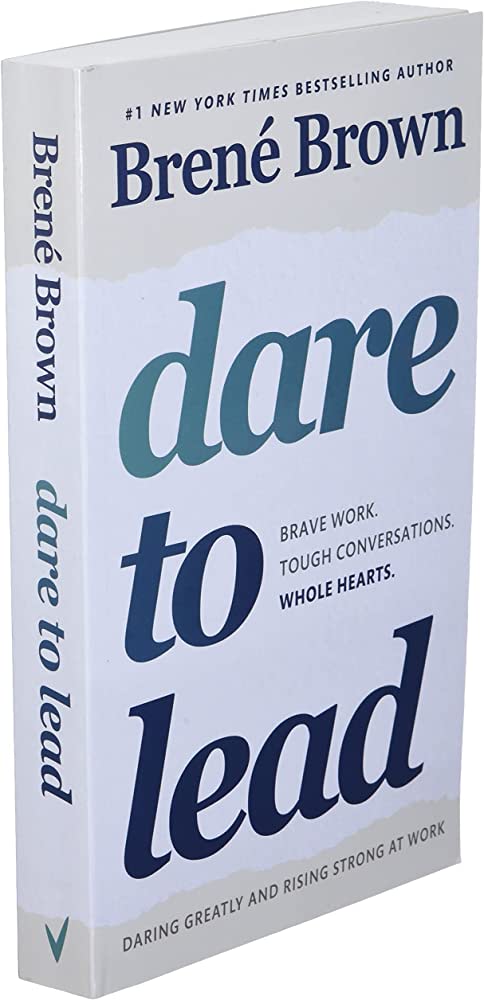 #1 NEW YORK TIMES BESTSELLING AUTHOR
Brené Brown
dare
to
BRAVE WORK.
TOUGH CONVERSATIONS.
WHOLE HEARTS.
lead
DARING GREATLY AND RISING STRONG AT WORK
Brené Brown dare to lead